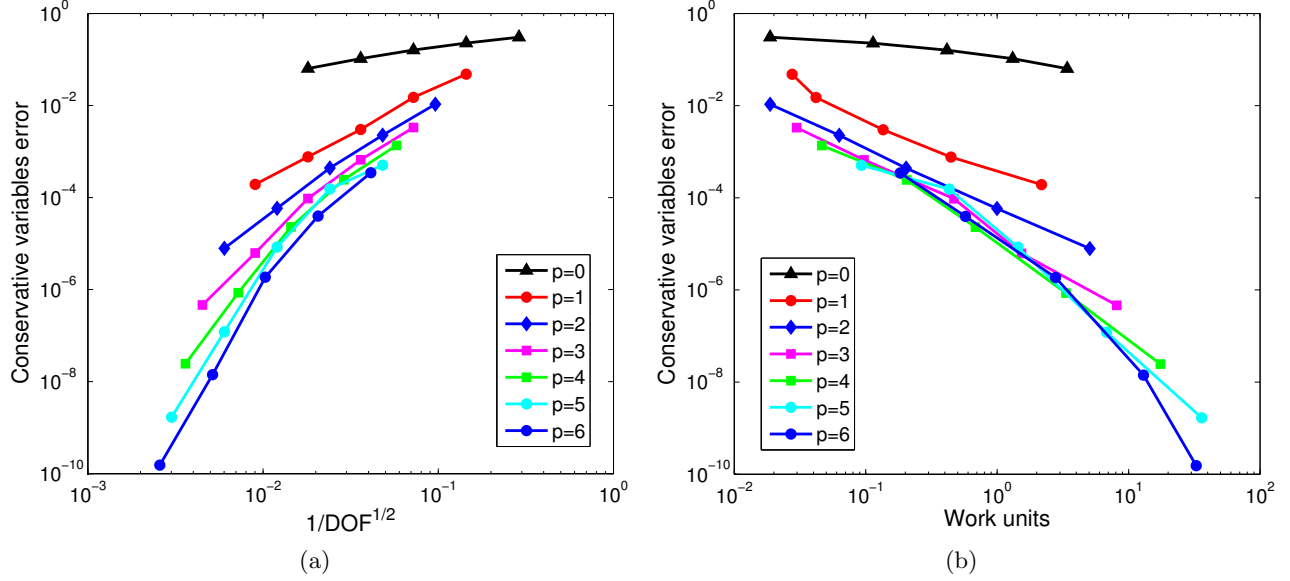 10^0
10^-2
10^-4
10^-6
10^-8
10^-10
Conservative variables error
10^-3
10^-2
10^-1
10^0
1/DOF^1/2
p=0
p=1
p=2
p=3
p=4
p=5
p=6
(a)
10^0
10^-2
10^-4
10^-6
10^-8
10^-10
Conservative variables error
10^-2
10^-1
10^0
10^1
10^2
Work units
p=0
p=1
p=2
p=3
p=4
p=5
p=6
(b)